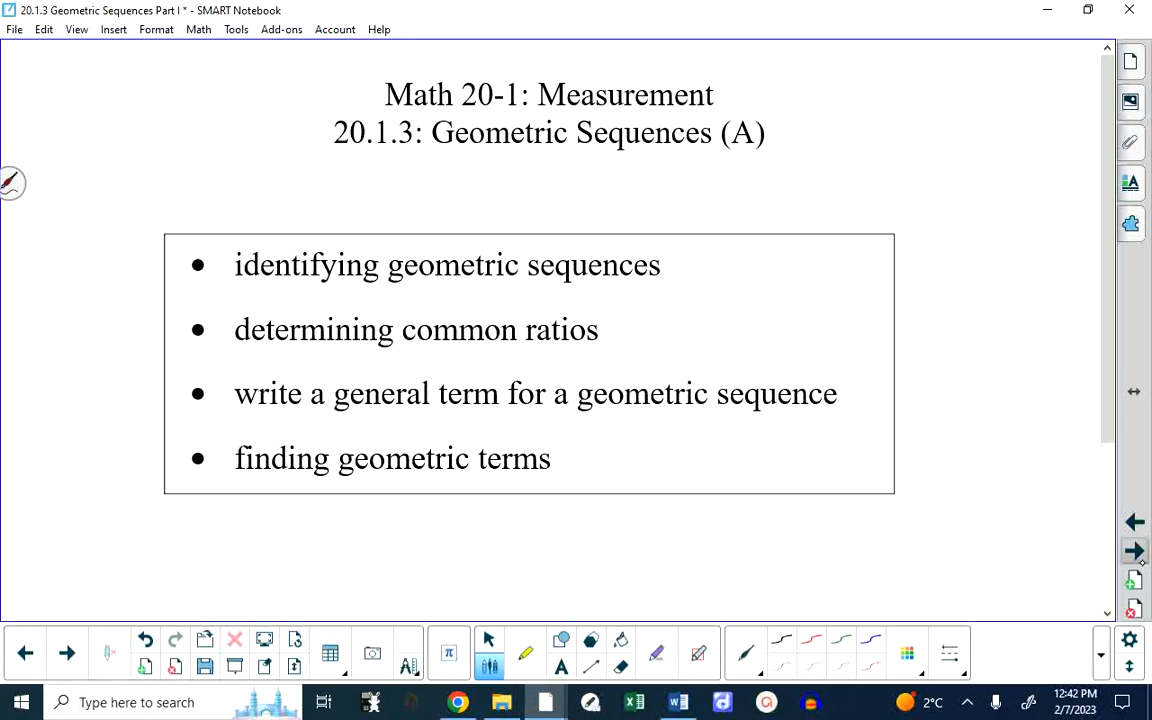 20.1.3 Geometric Sequences Part I * - SMART Notebook
File Edit View Insert Format Math Tools Add-ons Account Help
Math 20-1: Measurement
20.1.3: Geometric Sequences (A)
• identifying geometric sequences
• determining common ratios
• write a general term for a geometric sequence
• finding geometric terms
Type here to search
2°C
12:42 PM
2/7/2023